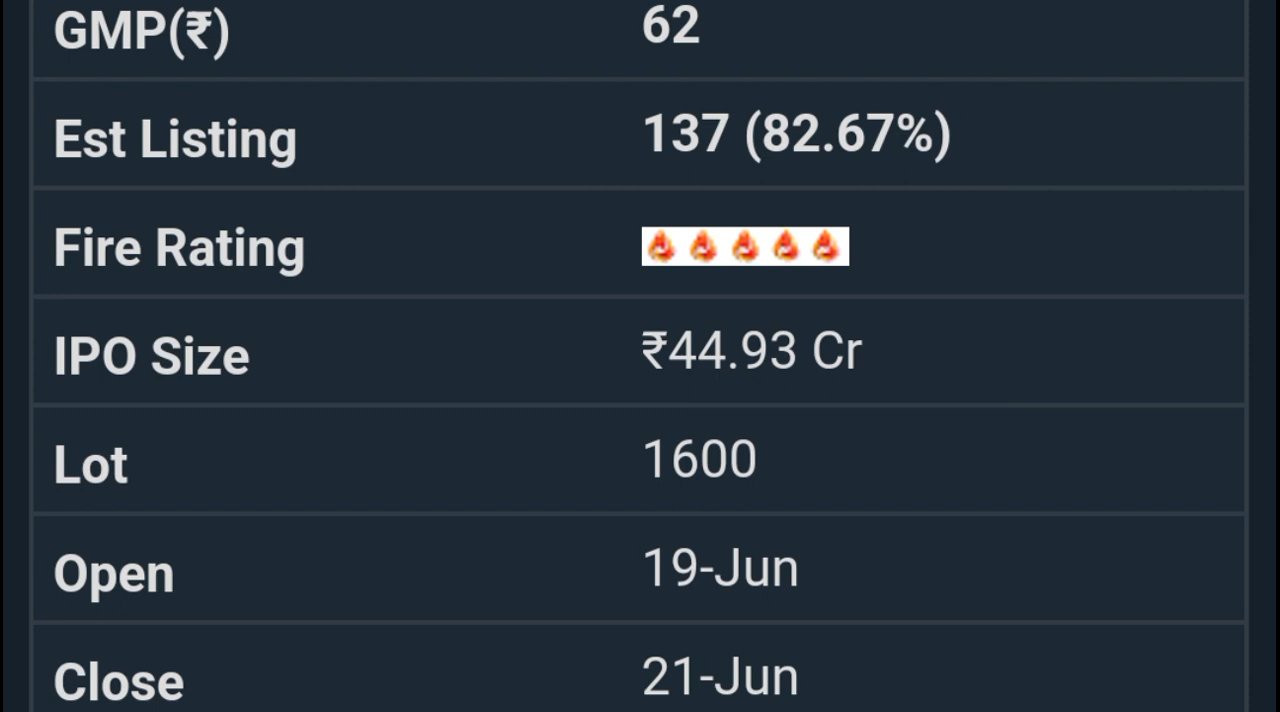 GMP(₹) 62
Est Listing 137 (82.67%)
Fire Rating
IPO Size ₹44.93 Cr
Lot 1600
Open 19-Jun
Close 21-Jun